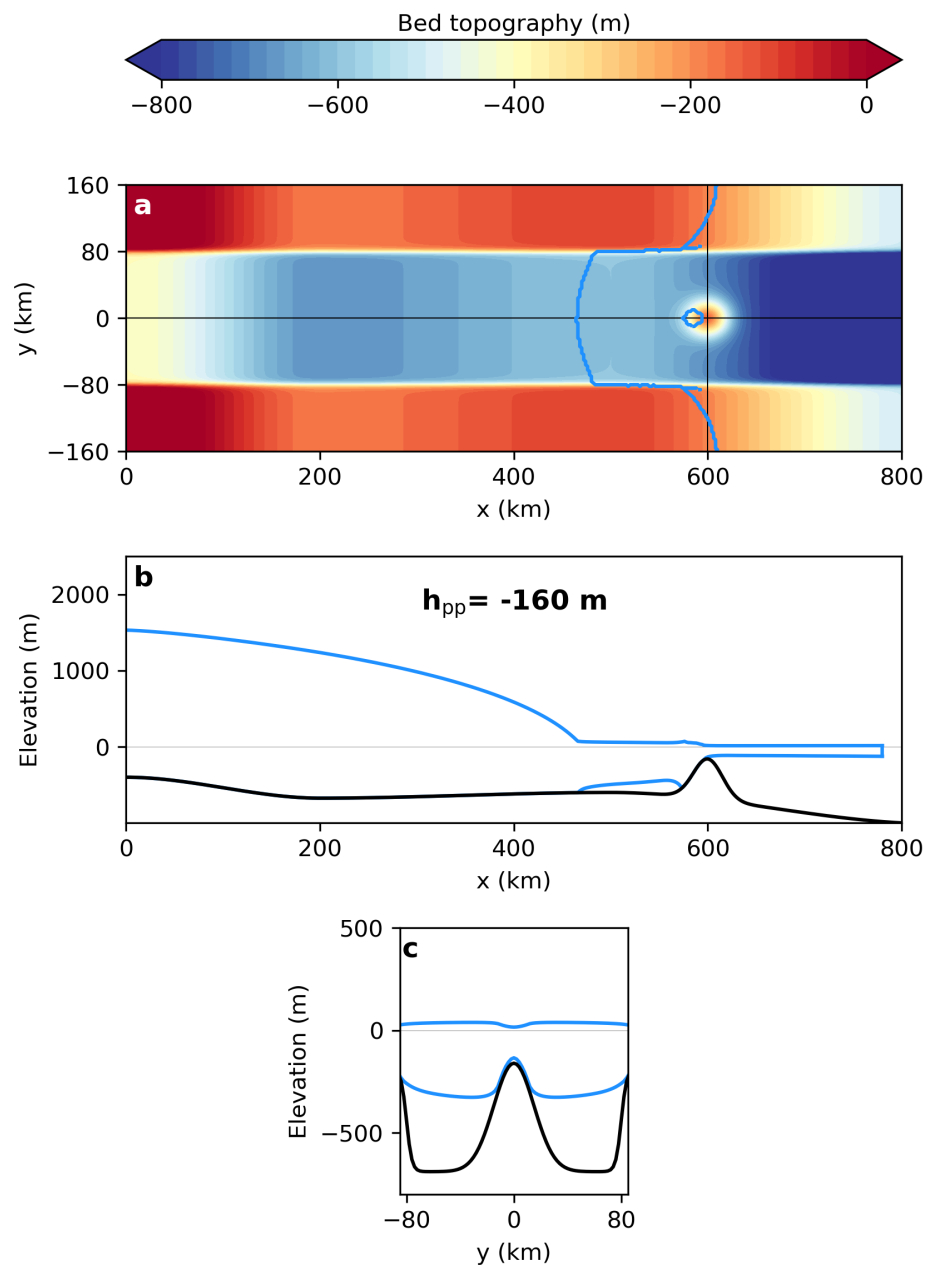 Bed topography (m)
−800 −600 −400 −200 0
a
160
80
0
−80
−160
y (km)
0 200 400 600 800
x (km)
b
h_pp= -160 m
2000
1000
0
Elevation (m)
0 200 400 600 800
x (km)
c
500
0
−500
Elevation (m)
−80 0 80
y (km)